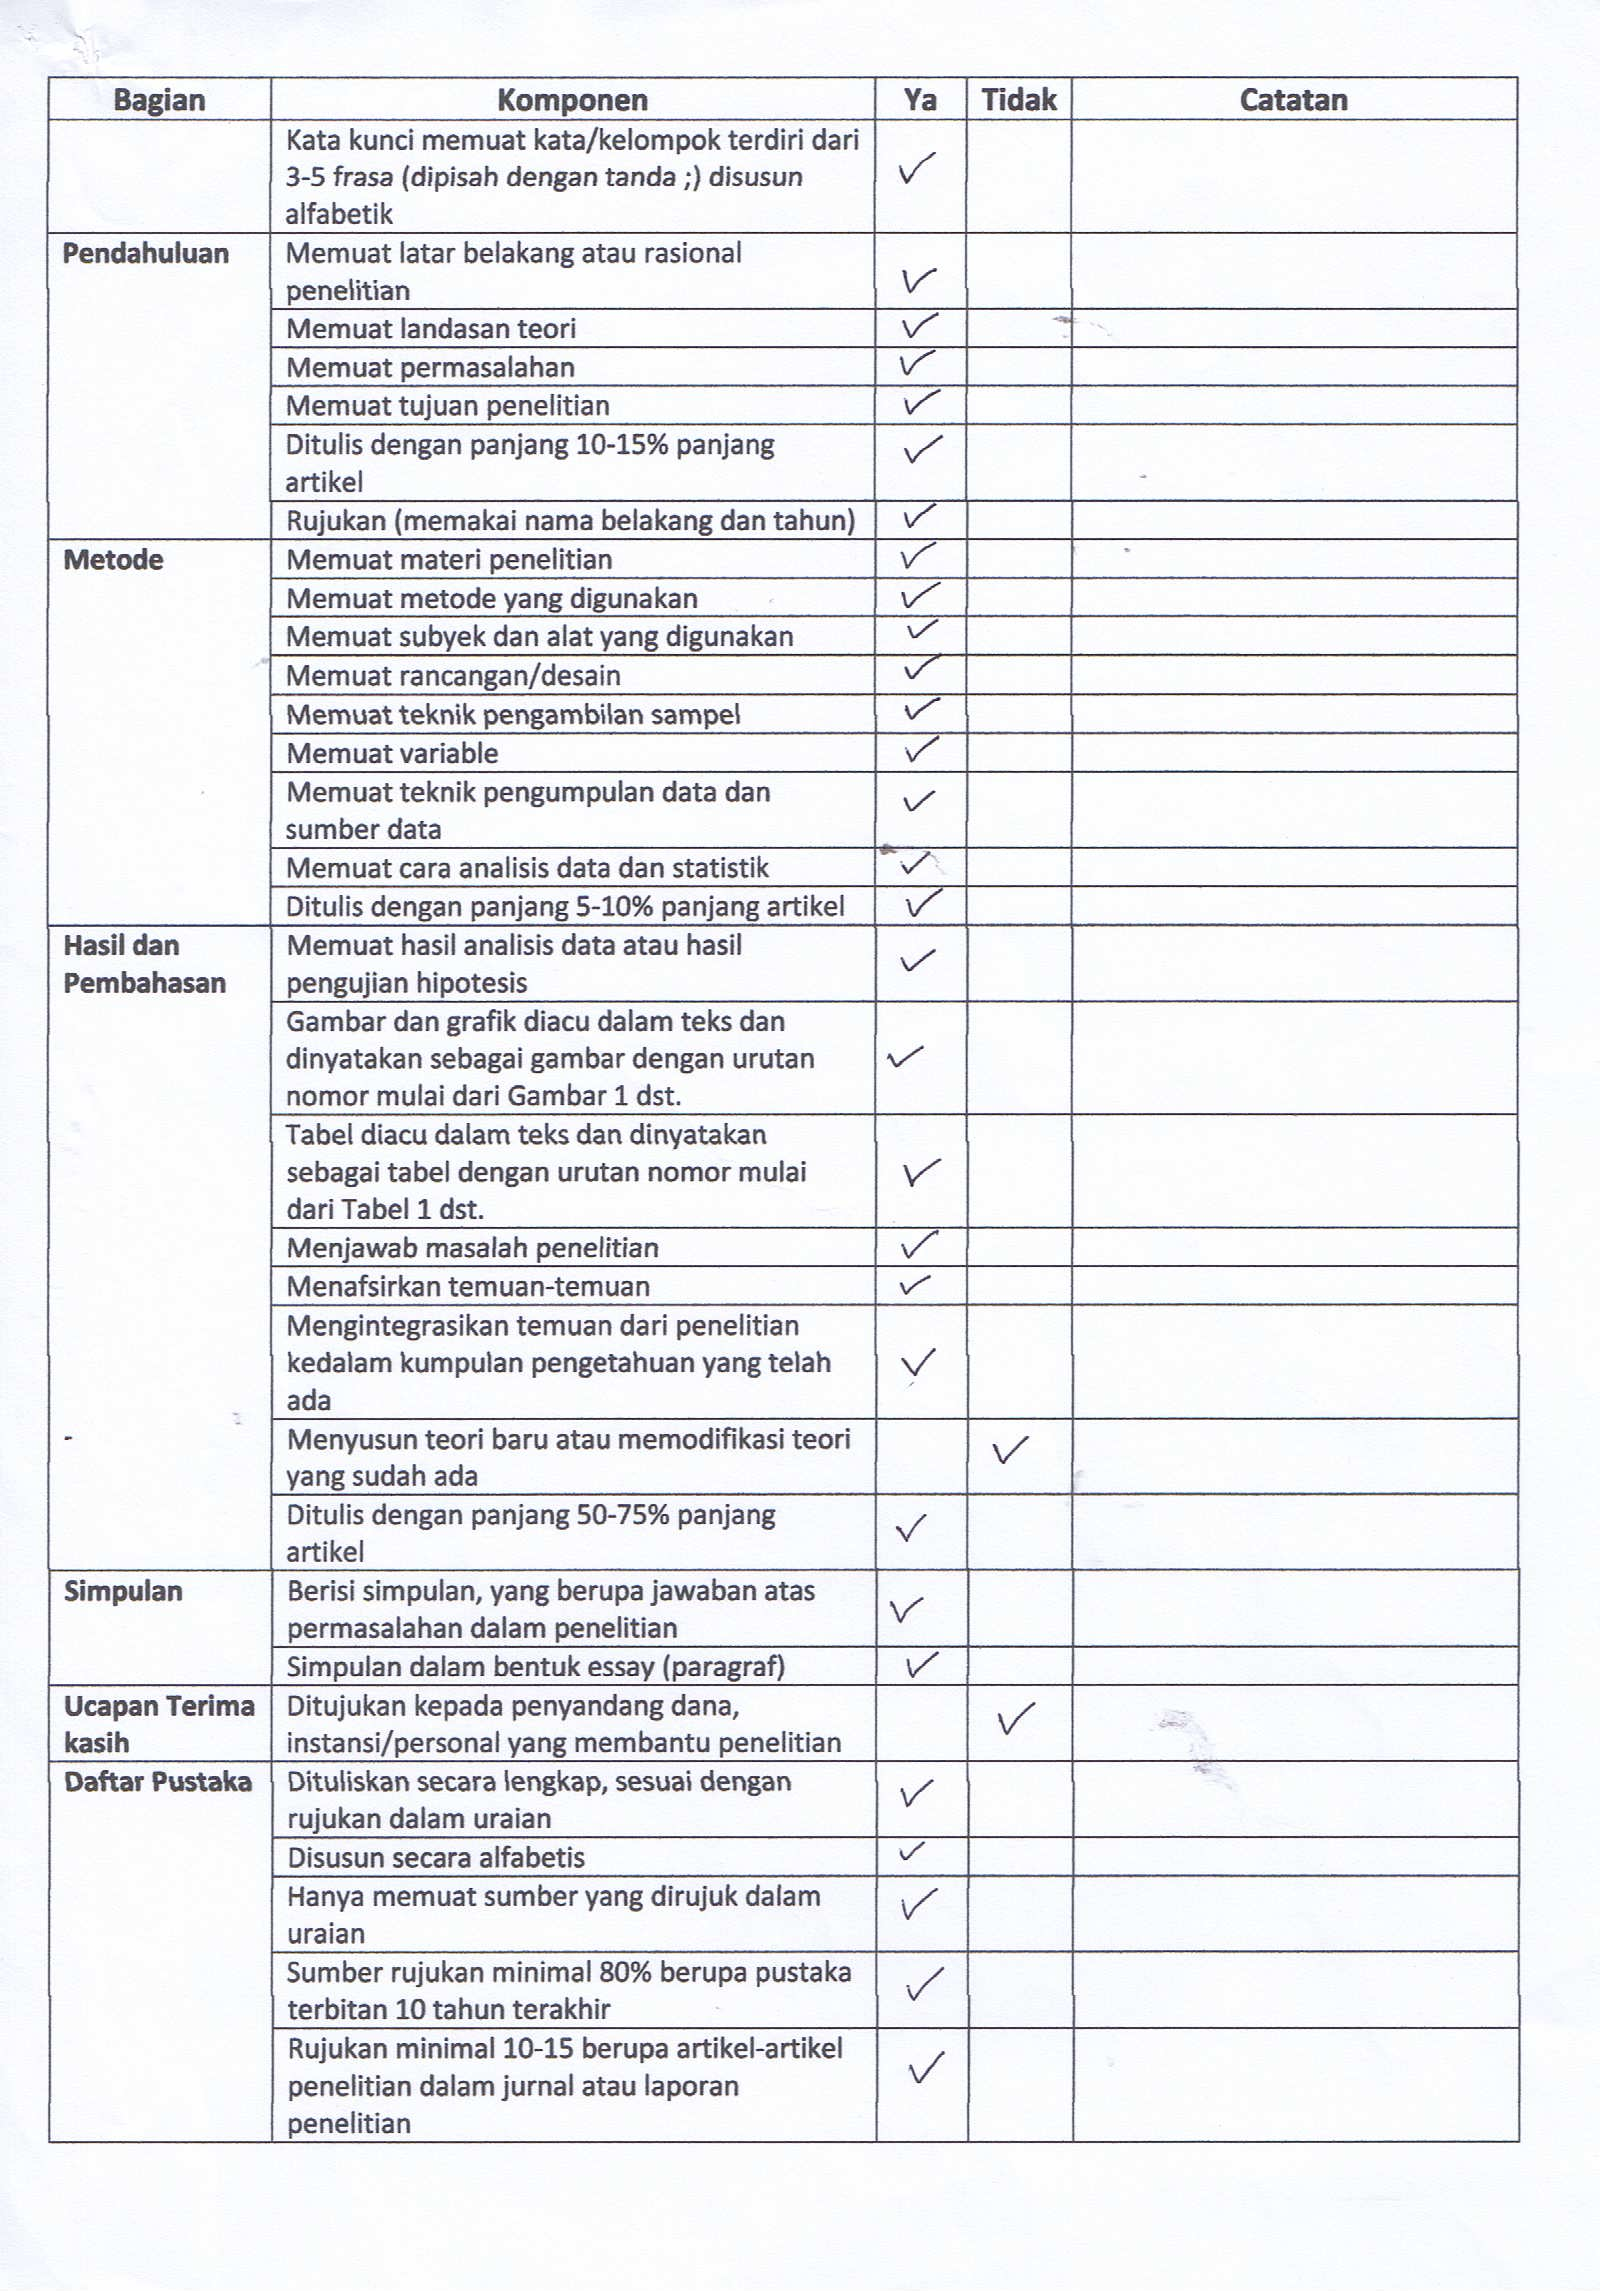 Bagian Komponen Ya Tidak Catatan
Kata kunci memuat kata/kelompok terdiri dari
3-5 frasa (dipisah dengan tanda ;) disusun
alfabetik
✓
Pendahuluan Memuat latar belakang atau rasional
penelitian
✓
Memuat landasan teori ✓
Memuat permasalahan ✓
Memuat tujuan penelitian ✓
Ditulis dengan panjang 10-15% panjang
artikel
✓
Rujukan (memakai nama belakang dan tahun) ✓
Metode Memuat materi penelitian ✓
Memuat metode yang digunakan ✓
Memuat subyek dan alat yang digunakan ✓
Memuat rancangan/desain ✓
Memuat teknik pengambilan sampel ✓
Memuat variable ✓
Memuat teknik pengumpulan data dan
sumber data
✓
Memuat cara analisis data dan statistik ✓
Ditulis dengan panjang 5-10% panjang artikel ✓
Hasil dan Memuat hasil analisis data atau hasil
Pembahasan pengujian hipotesis
✓
Gambar dan grafik diacu dalam teks dan
dinyatakan sebagai gambar dengan urutan
nomor mulai dari Gambar 1 dst.
✓
Tabel diacu dalam teks dan dinyatakan
sebagai tabel dengan urutan nomor mulai
dari Tabel 1 dst.
✓
Menjawab masalah penelitian ✓
Menafsirkan temuan-temuan ✓
Mengintegrasikan temuan dari penelitian
kedalam kumpulan pengetahuan yang telah
ada
✓
Menyusun teori baru atau memodifikasi teori
yang sudah ada
✓
Ditulis dengan panjang 50-75% panjang
artikel
✓
Simpulan Berisi simpulan, yang berupa jawaban atas
permasalahan dalam penelitian
✓
Simpulan dalam bentuk essay (paragraf) ✓
Ucapan Terima Ditujukan kepada penyandang dana,
kasih instansi/personal yang membantu penelitian
✓
Daftar Pustaka Dituliskan secara lengkap, sesuai dengan
rujukan dalam uraian
✓
Disusun secara alfabetis ✓
Hanya memuat sumber yang dirujuk dalam
uraian
✓
Sumber rujukan minimal 80% berupa pustaka
terbitan 10 tahun terakhir
✓
Rujukan minimal 10-15 berupa artikel-artikel
penelitian dalam jurnal atau laporan
penelitian
✓